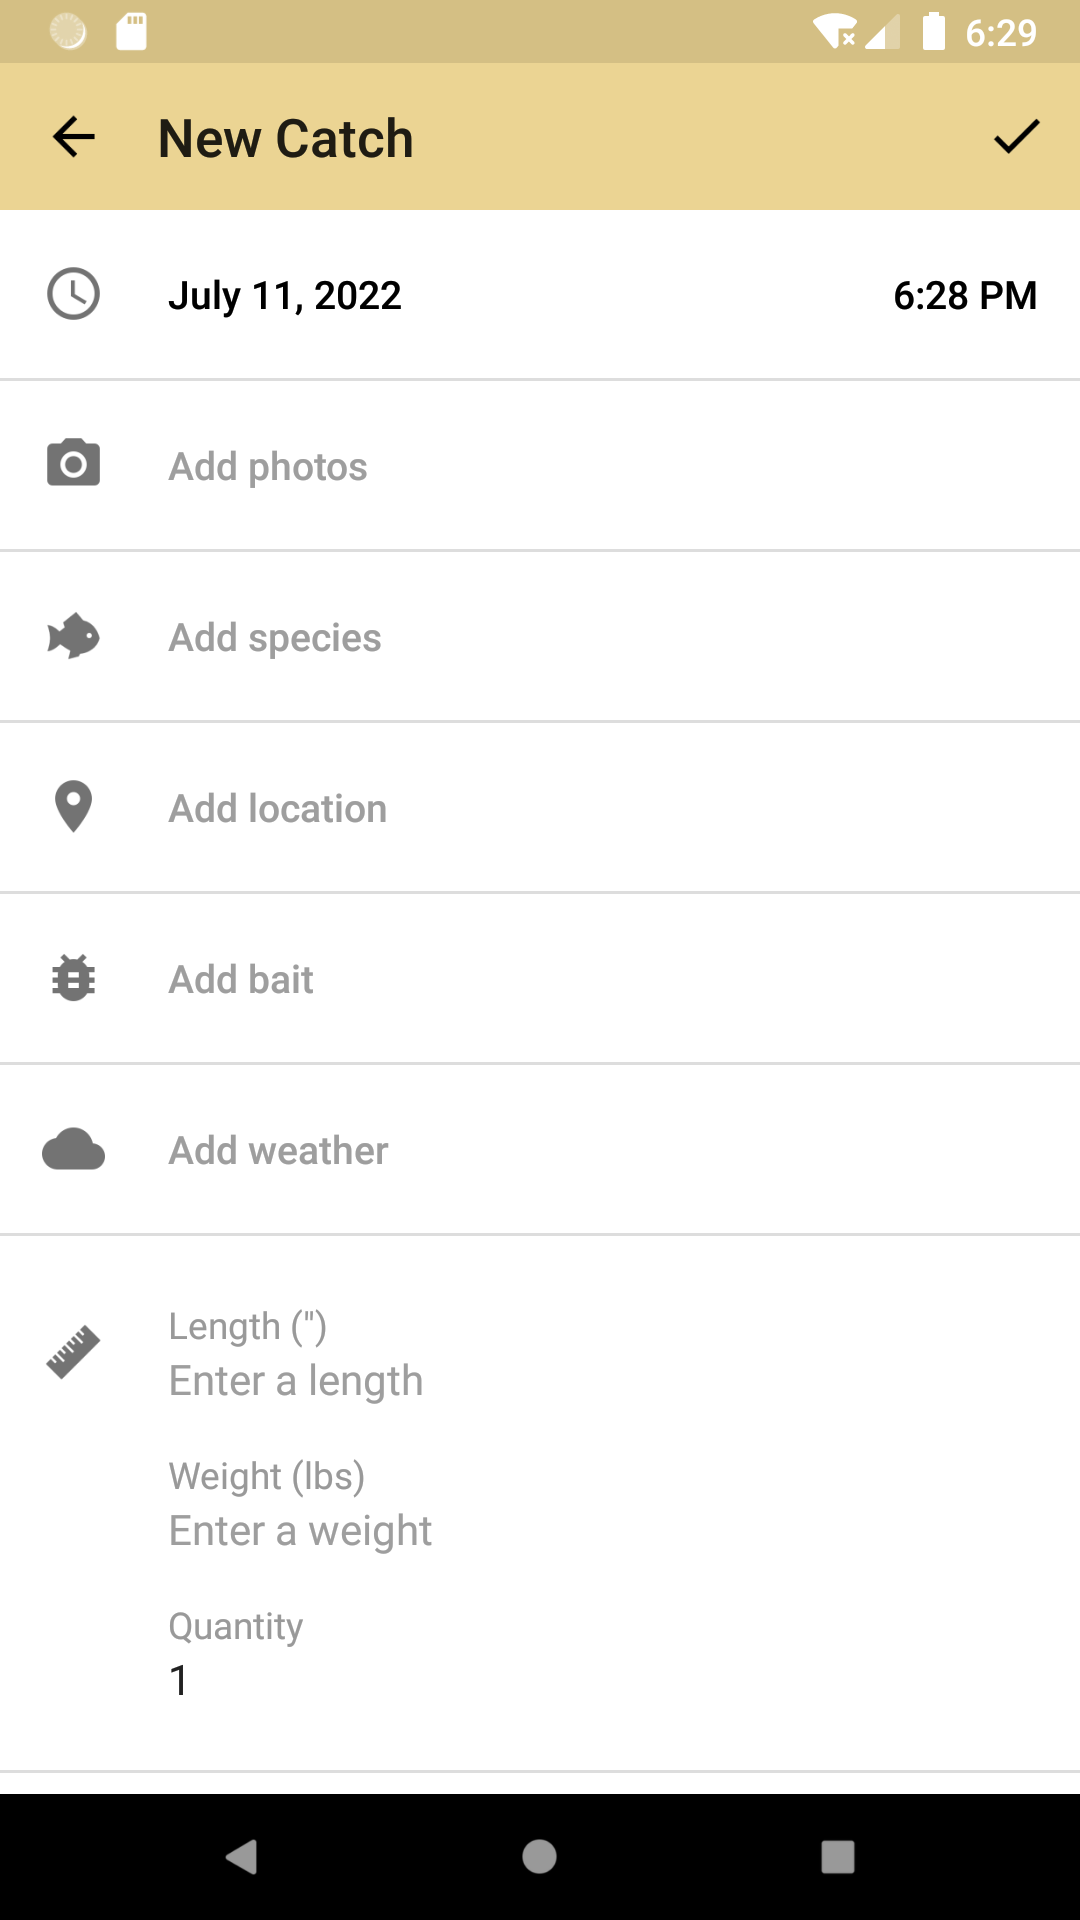 6:29
New Catch
July 11, 2022 6:28 PM
Add photos
Add species
Add location
Add bait
Add weather
Length (")
Enter a length
Weight (lbs)
Enter a weight
Quantity
1